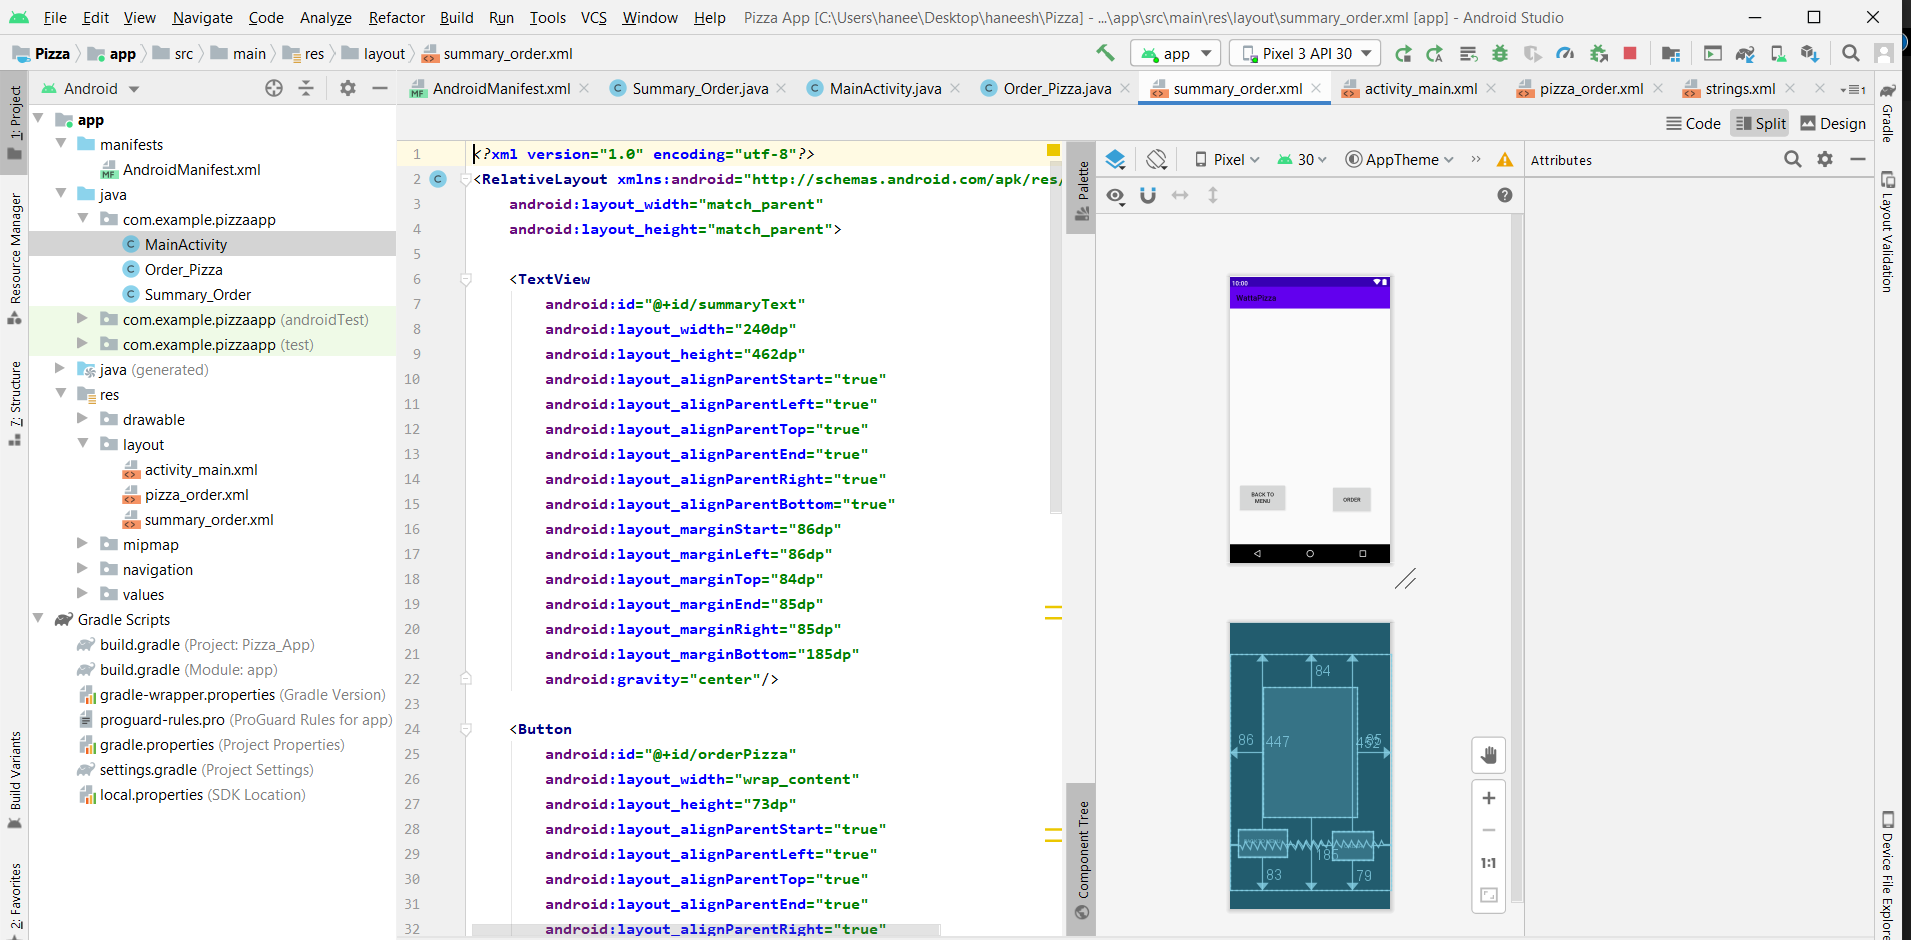 File Edit View Navigate Code Analyze Refactor Build Run Tools VCS Window Help Pizza App [C:\Users\hanee\Desktop\haneesh\Pizza] - ...\app\src\main\res\layout\summary_order.xml [app] - Android Studio
Pizza app src main res layout summary_order.xml app Pixel 3 API 30
Android AndroidManifest.xml Summary_Order.java MainActivity.java Order_Pizza.java summary_order.xml activity_main.xml pizza_order.xml strings.xml 1
Code Split Design
1: Project
Resource Manager
7: Structure
Build Variants
2: Favorites
app
manifests
AndroidManifest.xml
java
com.example.pizzaapp
MainActivity
Order_Pizza
Summary_Order
com.example.pizzaapp (androidTest)
com.example.pizzaapp (test)
java (generated)
res
drawable
layout
activity_main.xml
pizza_order.xml
summary_order.xml
mipmap
navigation
values
Gradle Scripts
build.gradle (Project: Pizza_App)
build.gradle (Module: app)
gradle-wrapper.properties (Gradle Version)
proguard-rules.pro (ProGuard Rules for app)
gradle.properties (Project Properties)
settings.gradle (Project Settings)
local.properties (SDK Location)
1 <?xml version="1.0" encoding="utf-8"?>
2 <RelativeLayout xmlns:android="http://schemas.android.com/apk/res/
3 android:layout_width="match_parent"
4 android:layout_height="match_parent">
5
6 <TextView
7 android:id="@+id/summaryText"
8 android:layout_width="240dp"
9 android:layout_height="462dp"
10 android:layout_alignParentStart="true"
11 android:layout_alignParentLeft="true"
12 android:layout_alignParentTop="true"
13 android:layout_alignParentEnd="true"
14 android:layout_alignParentRight="true"
15 android:layout_alignParentBottom="true"
16 android:layout_marginStart="86dp"
17 android:layout_marginLeft="86dp"
18 android:layout_marginTop="84dp"
19 android:layout_marginEnd="85dp"
20 android:layout_marginRight="85dp"
21 android:layout_marginBottom="185dp"
22 android:gravity="center"/>
23
24 <Button
25 android:id="@+id/orderPizza"
26 android:layout_width="wrap_content"
27 android:layout_height="73dp"
28 android:layout_alignParentStart="true"
29 android:layout_alignParentLeft="true"
30 android:layout_alignParentTop="true"
31 android:layout_alignParentEnd="true"
32 android:layout_alignParentRight="true"
Palette
Component Tree
Pixel 30 AppTheme
Attributes
10:00
WattaPizza
BACK TO
MENU
ORDER
84
86 447 85
185
83 79
1:1
Gradle
Layout Validation
Device File Explore